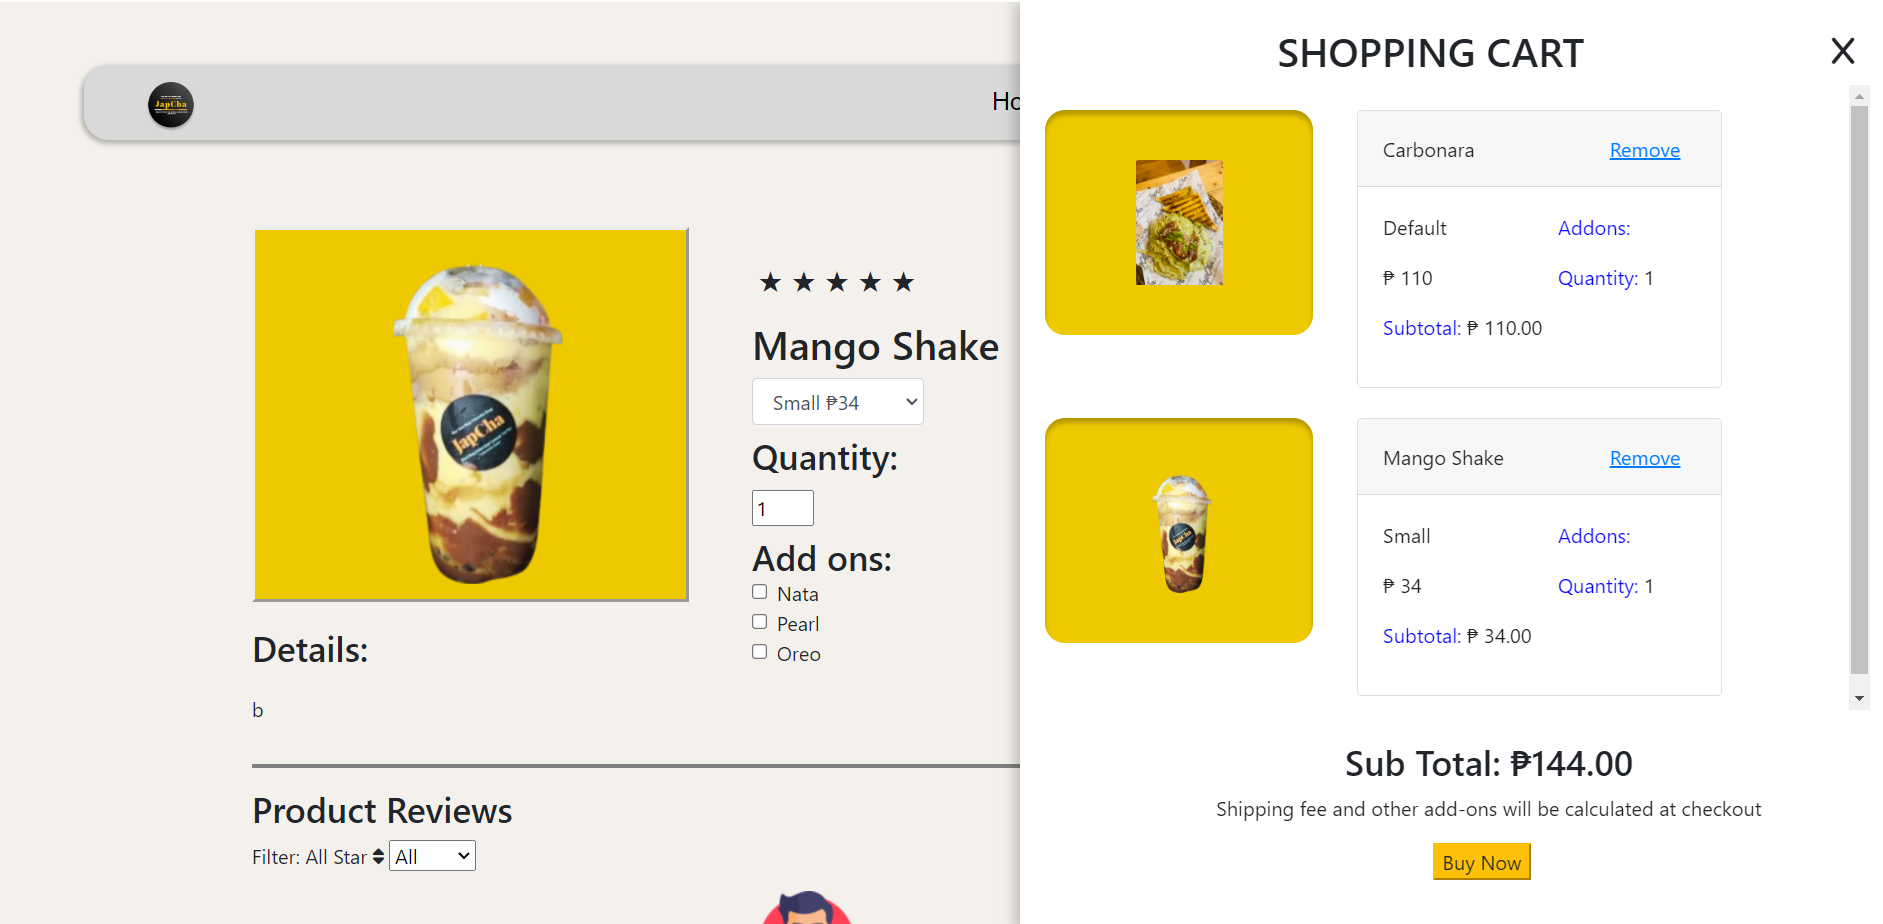 JapCha
Ho
★ ★ ★ ★ ★
Mango Shake
Small ₱34
Quantity:
1
Add ons:
Nata
Pearl
Oreo
JapCha
Details:
b
Product Reviews
Filter: All Star All
SHOPPING CART
X
Carbonara Remove
Default Addons:
₱ 110 Quantity: 1
Subtotal: ₱ 110.00
Mango Shake Remove
Small Addons:
₱ 34 Quantity: 1
Subtotal: ₱ 34.00
JapCha
Sub Total: ₱144.00
Shipping fee and other add-ons will be calculated at checkout
Buy Now